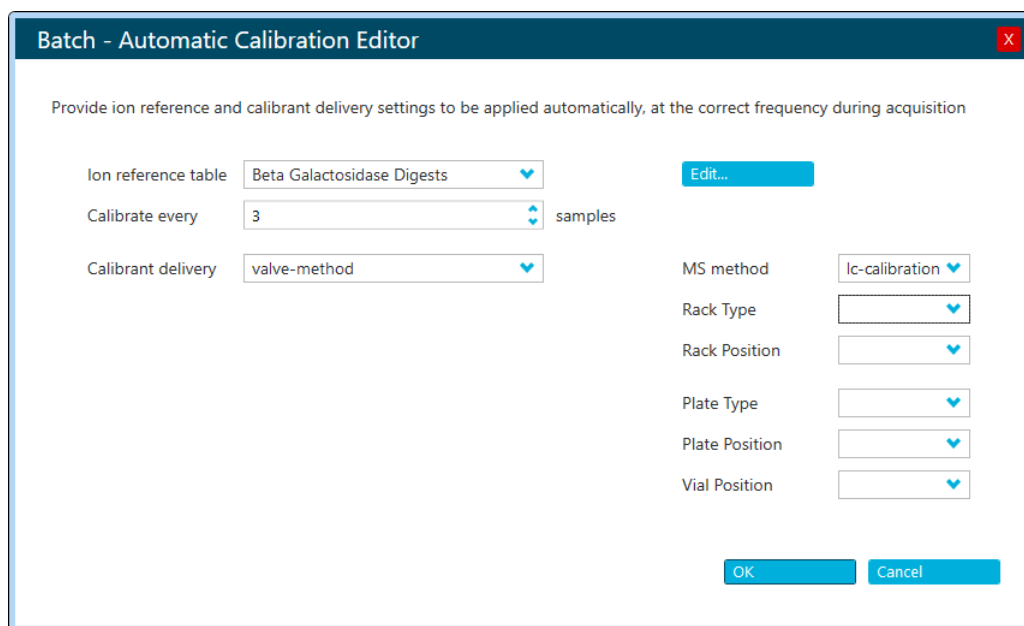 Batch - Automatic Calibration Editor
X
Provide ion reference and calibrant delivery settings to be applied automatically, at the correct frequency during acquisition
Ion reference table Beta Galactosidase Digests Edit...
Calibrate every 3 samples
Calibrant delivery valve-method MS method lc-calibration
Rack Type
Rack Position
Plate Type
Plate Position
Vial Position
OK Cancel